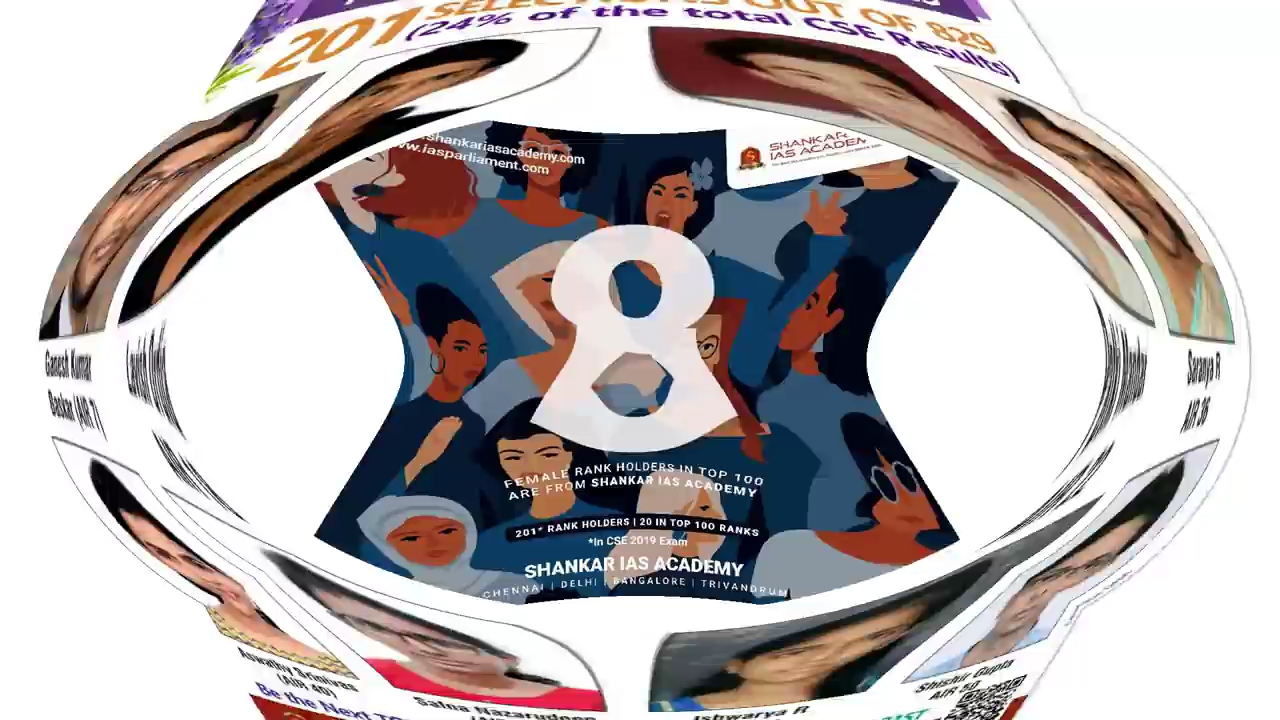 201 SELECTIONS OUT OF 829
(24% of the total CSE Results)
shankariasacademy.com
www.iasparliament.com
SHANKAR
IAS ACADEMY
8
FEMALE RANK HOLDERS IN TOP 100
ARE FROM SHANKAR IAS ACADEMY
201* RANK HOLDERS | 20 IN TOP 100 RANKS
*In CSE 2019 Exam
SHANKAR IAS ACADEMY
CHENNAI | DELHI | BANGALORE | TRIVANDRUM
Ganesh Kumar
Baskar (AIR 7)
Saranya R
AIR 36
Aswathy Srinivas
(AIR 40)
Safna Nazarudeen
Ishwarya R
Shishir Gupta
AIR 50
Be the Next